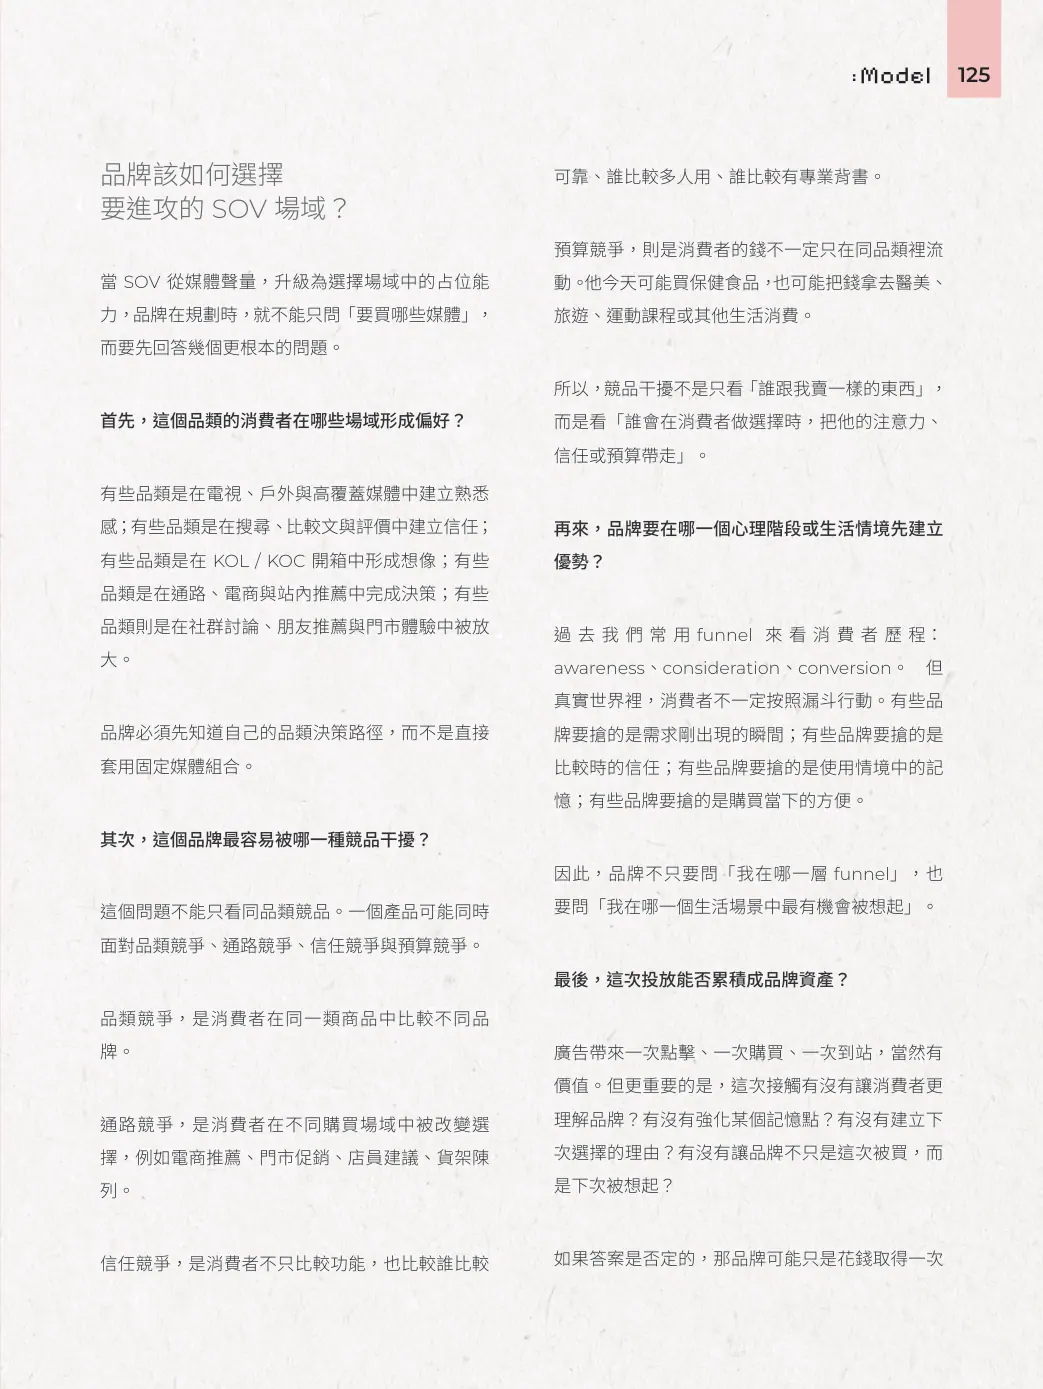 :Model 125
品牌該如何選擇
要進攻的 SOV 場域？
當 SOV 從媒體聲量，升級為選擇場域中的占位能
力，品牌在規劃時，就不能只問「要買哪些媒體」，
而要先回答幾個更根本的問題。
首先，這個品類的消費者在哪些場域形成偏好？
有些品類是在電視、戶外與高覆蓋媒體中建立熟悉
感；有些品類是在搜尋、比較文與評價中建立信任；
有些品類是在 KOL / KOC 開箱中形成想像；有些
品類是在通路、電商與站內推薦中完成決策；有些
品類則是在社群討論、朋友推薦與門市體驗中被放
大。
品牌必須先知道自己的品類決策路徑，而不是直接
套用固定媒體組合。
其次，這個品牌最容易被哪一種競品干擾？
這個問題不能只看同品類競品。一個產品可能同時
面對品類競爭、通路競爭、信任競爭與預算競爭。
品類競爭，是消費者在同一類商品中比較不同品
牌。
通路競爭，是消費者在不同購買場域中被改變選
擇，例如電商推薦、門市促銷、店員建議、貨架陳
列。
信任競爭，是消費者不只比較功能，也比較誰比較
可靠、誰比較多人用、誰比較有專業背書。
預算競爭，則是消費者的錢不一定只在同品類裡流
動。他今天可能買保健食品，也可能把錢拿去醫美、
旅遊、運動課程或其他生活消費。
所以，競品干擾不是只看「誰跟我賣一樣的東西」，
而是看「誰會在消費者做選擇時，把他的注意力、
信任或預算帶走」。
再來，品牌要在哪一個心理階段或生活情境先建立
優勢？
過去我們常用 funnel 來看消費者歷程：
awareness、consideration、conversion。 但
真實世界裡，消費者不一定按照漏斗行動。有些品
牌要搶的是需求剛出現的瞬間；有些品牌要搶的是
比較時的信任；有些品牌要搶的是使用情境中的記
憶；有些品牌要搶的是購買當下的方便。
因此，品牌不只要問「我在哪一層 funnel」，也
要問「我在哪一個生活場景中最有機會被想起」。
最後，這次投放能否累積成品牌資產？
廣告帶來一次點擊、一次購買、一次到站，當然有
價值。但更重要的是，這次接觸有沒有讓消費者更
理解品牌？有沒有強化某個記憶點？有沒有建立下
次選擇的理由？有沒有讓品牌不只是這次被買，而
是下次被想起？
如果答案是否定的，那品牌可能只是花錢取得一次